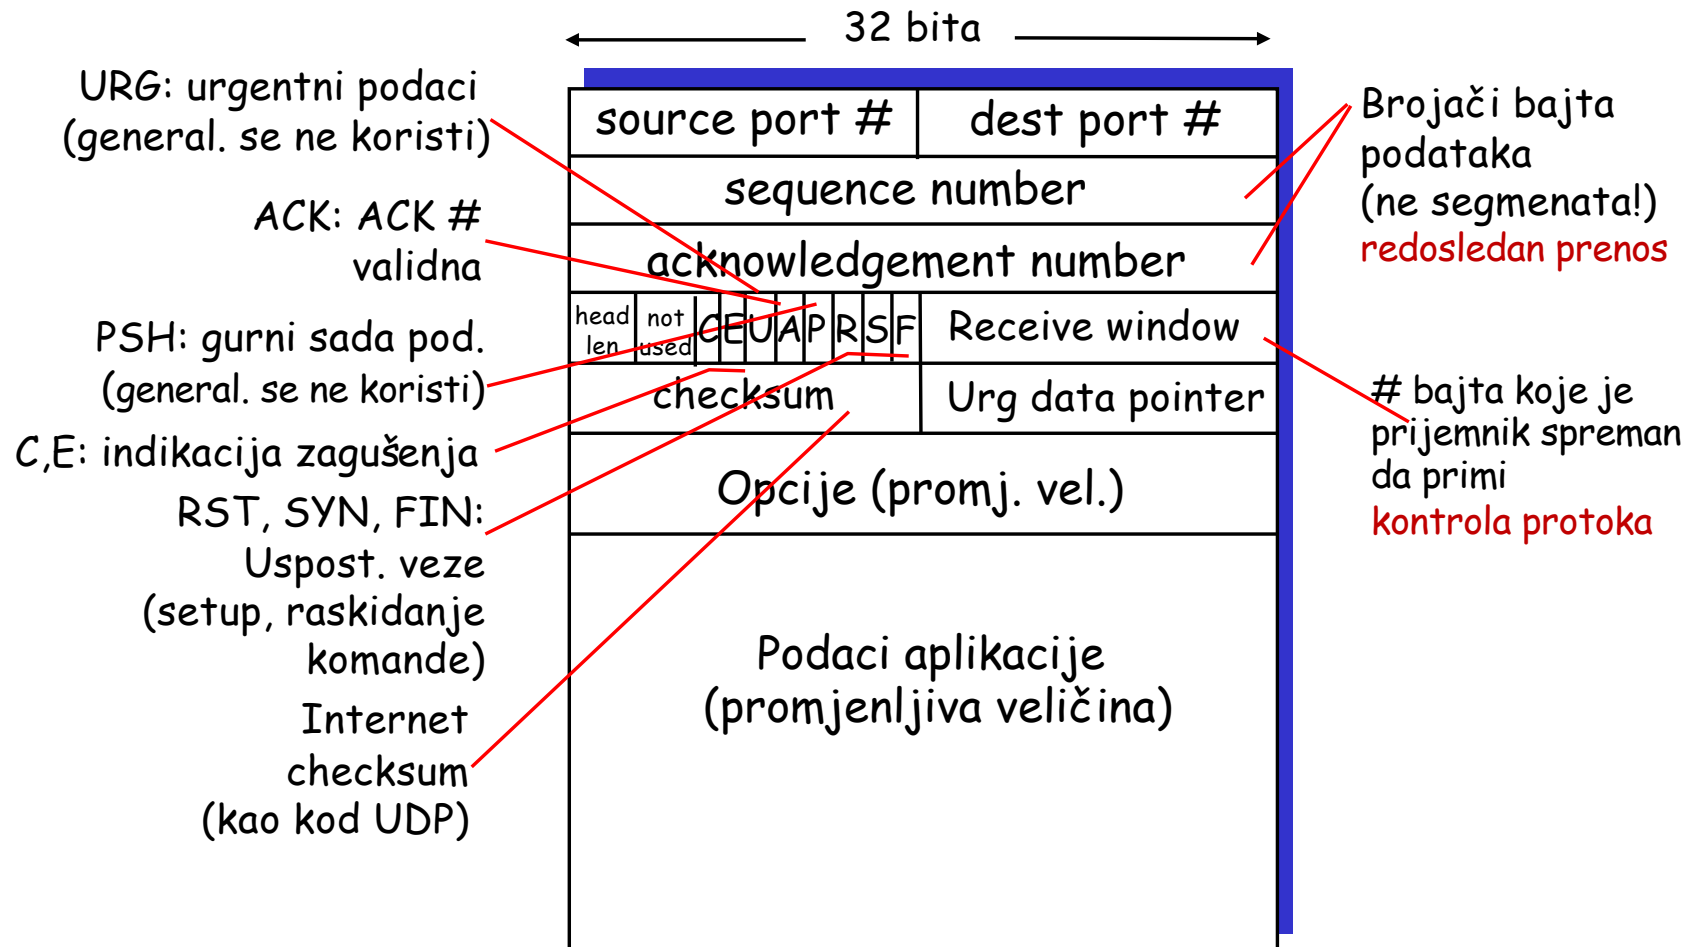 32 bita
URG: urgentni podaci
(general. se ne koristi)
ACK: ACK #
validna
PSH: gurni sada pod.
(general. se ne koristi)
C,E: indikacija zagušenja
RST, SYN, FIN:
Uspost. veze
(setup, raskidanje
komande)
Internet
checksum
(kao kod UDP)
source port # dest port #
sequence number
acknowledgement number
head
len
not
used
C E U A P R S F
Receive window
checksum
Urg data pointer
Opcije (promj. vel.)
Podaci aplikacije
(promjenljiva veličina)
Brojači bajta
podataka
(ne segmenata!)
redosledan prenos
# bajta koje je
prijemnik spreman
da primi
kontrola protoka